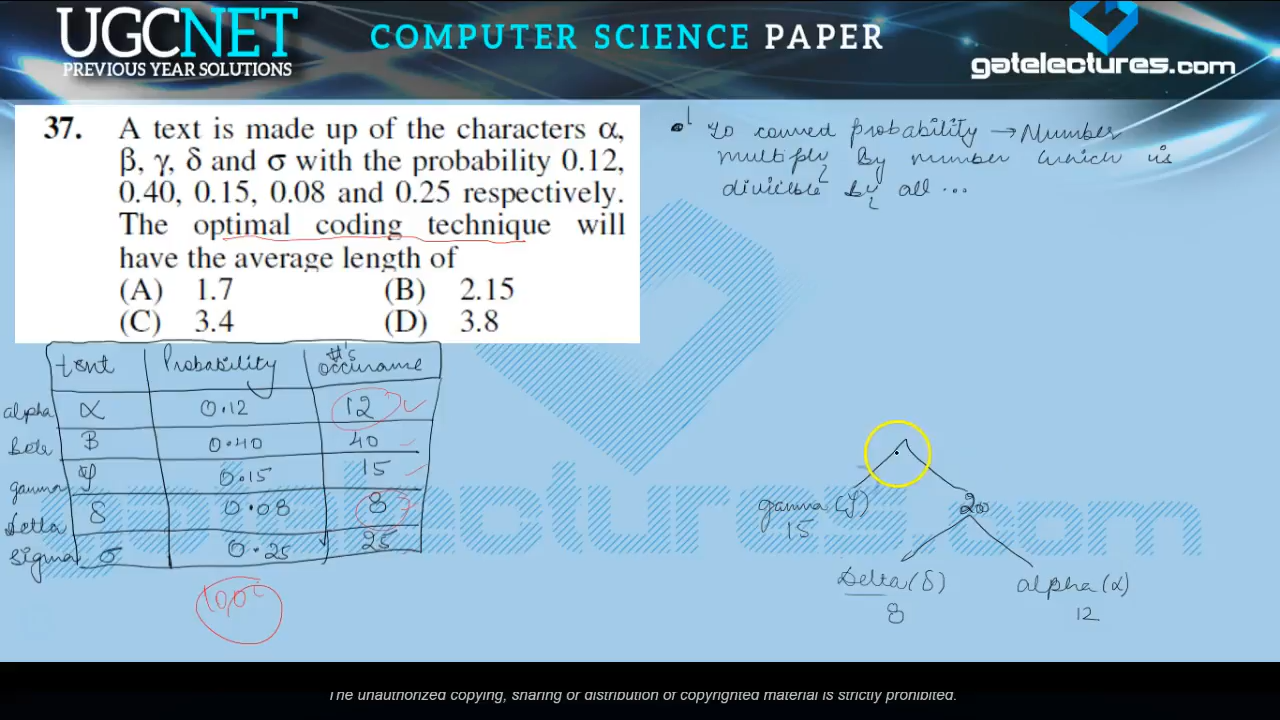 UGCNET
PREVIOUS YEAR SOLUTIONS
COMPUTER SCIENCE PAPER
gatelectures.com
37. A text is made up of the characters α,
β, γ, δ and σ with the probability 0.12,
0.40, 0.15, 0.08 and 0.25 respectively.
The optimal coding technique will
have the average length of
(A) 1.7 (B) 2.15
(C) 3.4 (D) 3.8
To conved probability → Number
multiply by number which is
divisible by all ...
text Probability #'s
occurname
alpha α 0.12 12
Beta B 0.40 40
gamma γ 0.15 15
Delta δ 0.08 8
sigma σ 0.25 25
gamma (γ) 20
15
Delta (δ) alpha (α)
8 12
The unauthorized copying, sharing or distribution of copyrighted material is strictly prohibited.